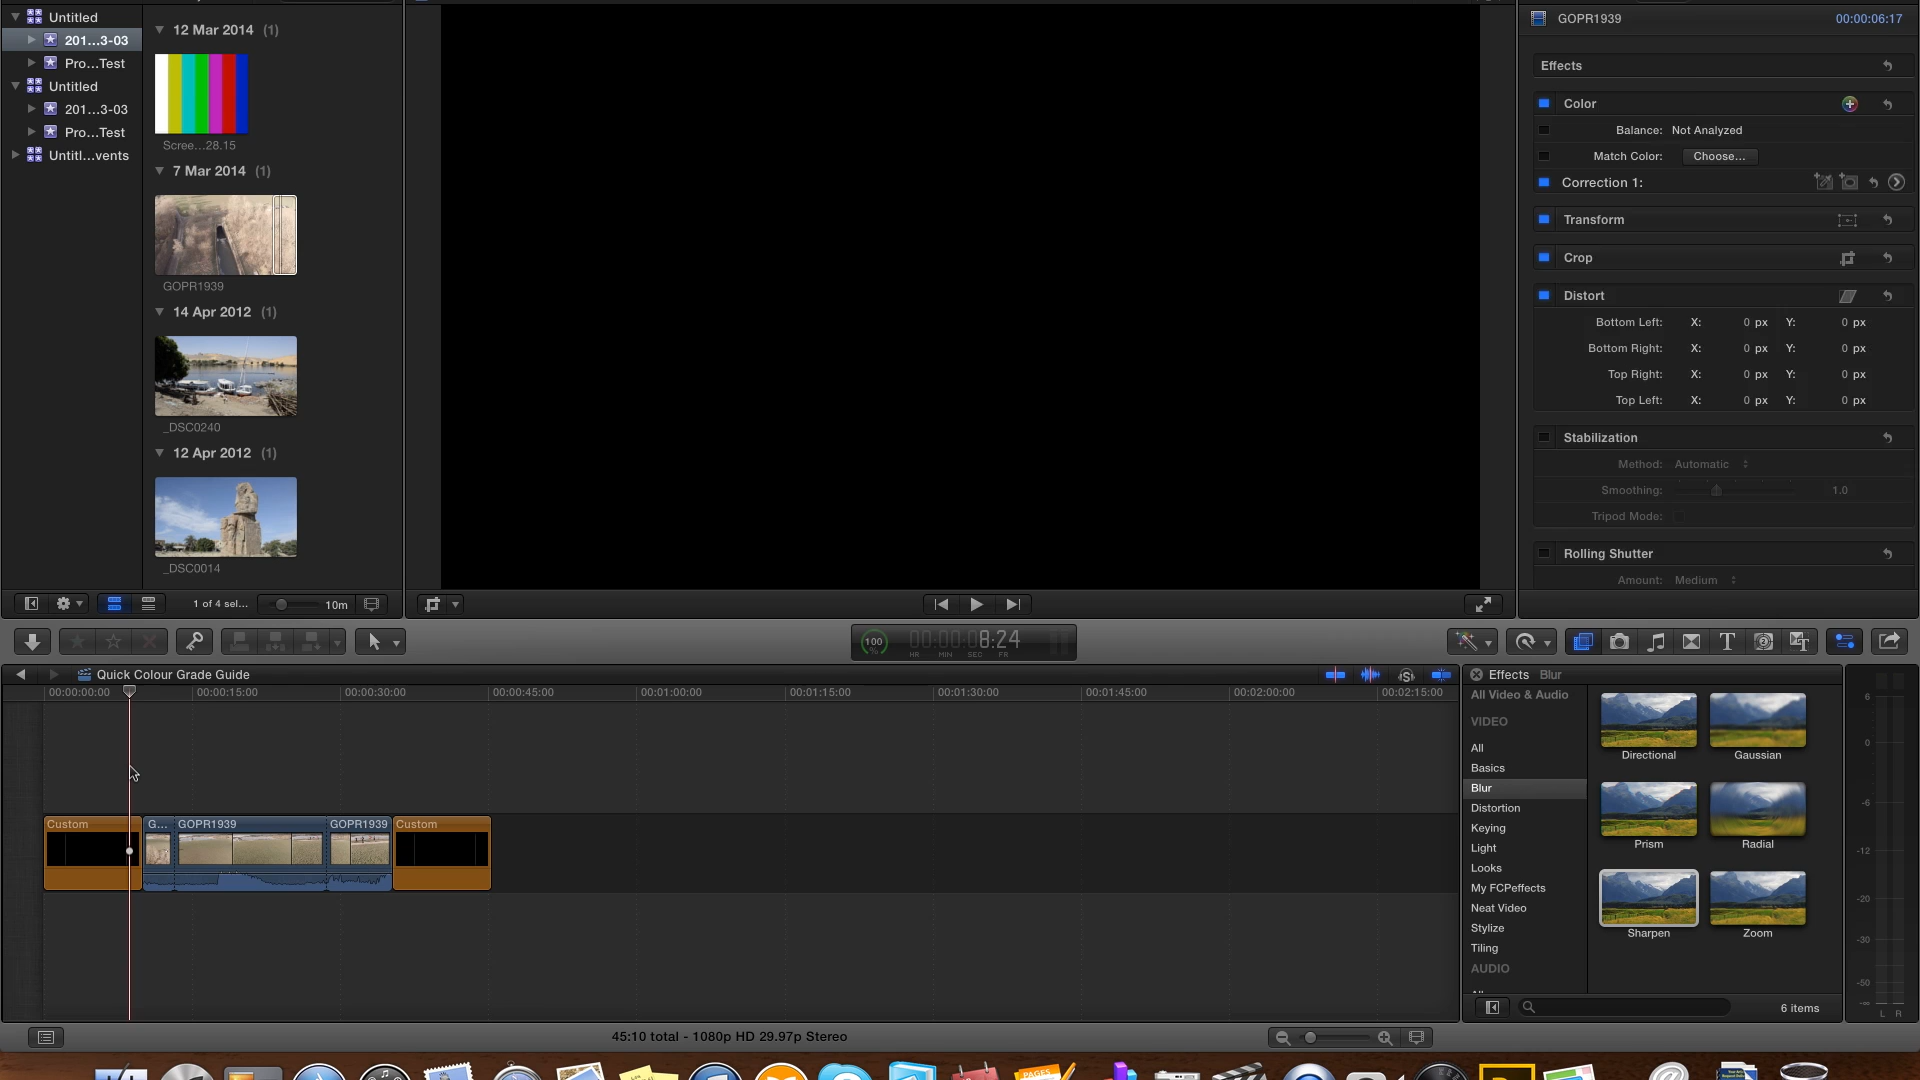 Untitled
201...3-03
Pro...Test
Untitled
201...3-03
Pro...Test
Untitl...vents
12 Mar 2014 (1)
Scree...28.15
7 Mar 2014 (1)
GOPR1939
14 Apr 2012 (1)
_DSC0240
12 Apr 2012 (1)
_DSC0014
1 of 4 sel...
10m
GOPR1939
00:00:06:17
Effects
Color
Balance: Not Analyzed
Match Color: Choose...
Correction 1:
Transform
Crop
Distort
Bottom Left: X: 0 px Y: 0 px
Bottom Right: X: 0 px Y: 0 px
Top Right: X: 0 px Y: 0 px
Top Left: X: 0 px Y: 0 px
Stabilization
Method: Automatic
Smoothing: 1.0
Tripod Mode:
Rolling Shutter
Amount: Medium
100 %
00:00:08:24
HR MIN SEC FR
Quick Colour Grade Guide
00:00:00:00 00:00:15:00 00:00:30:00 00:00:45:00 00:01:00:00 00:01:15:00 00:01:30:00 00:01:45:00 00:02:00:00 00:02:15:00
Custom
G...
GOPR1939
GOPR1939
Custom
Effects Blur
All Video & Audio
VIDEO
All
Basics
Blur
Distortion
Keying
Light
Looks
My FCPeffects
Neat Video
Stylize
Tiling
AUDIO
Directional
Gaussian
Prism
Radial
Sharpen
Zoom
6 items
6
0
-6
-12
-20
-30
-50
-∞
L R
45:10 total - 1080p HD 29.97p Stereo
PAGES